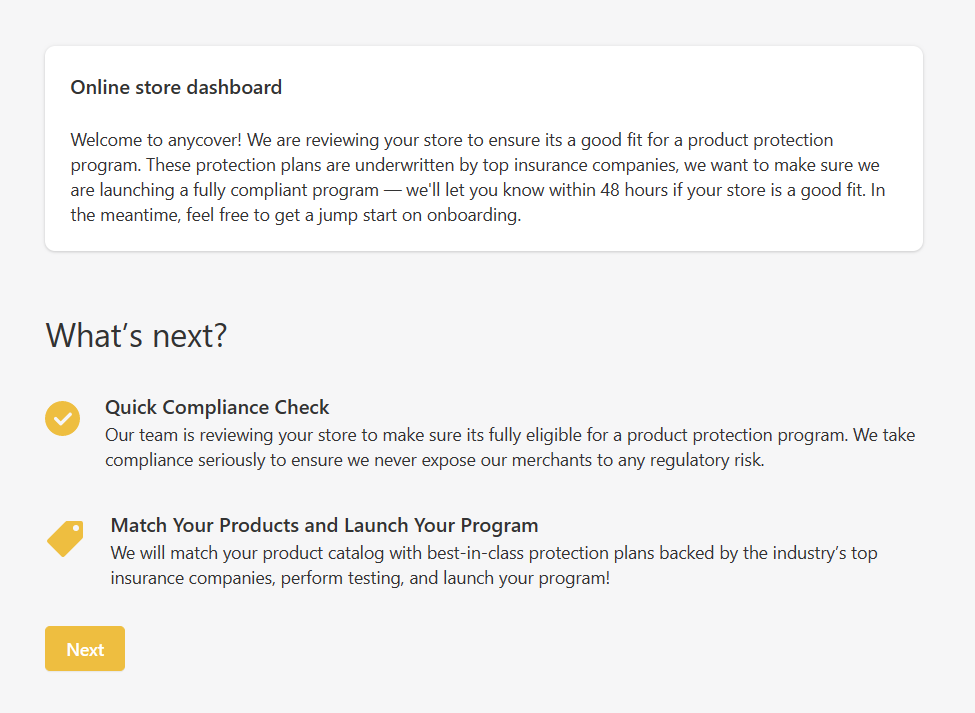 Online store dashboard
Welcome to anycover! We are reviewing your store to ensure its a good fit for a product protection
program. These protection plans are underwritten by top insurance companies, we want to make sure we
are launching a fully compliant program — we'll let you know within 48 hours if your store is a good fit. In
the meantime, feel free to get a jump start on onboarding.
What’s next?
Quick Compliance Check
Our team is reviewing your store to make sure its fully eligible for a product protection program. We take
compliance seriously to ensure we never expose our merchants to any regulatory risk.
Match Your Products and Launch Your Program
We will match your product catalog with best-in-class protection plans backed by the industry’s top
insurance companies, perform testing, and launch your program!
Next